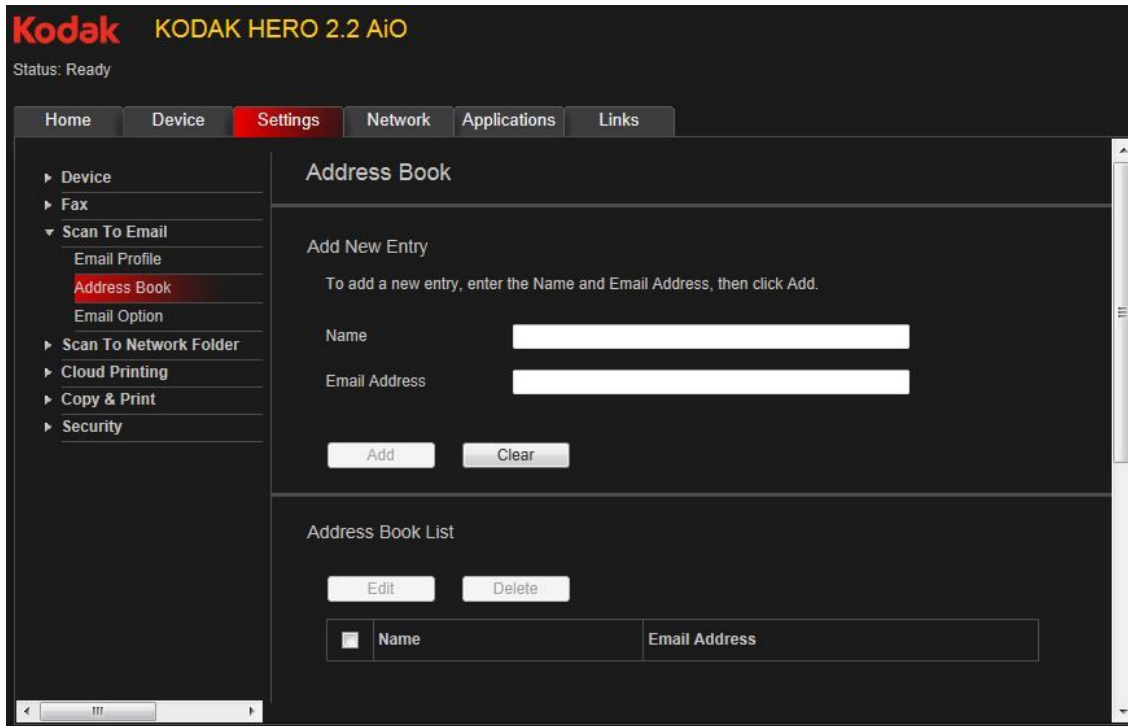 Kodak KODAK HERO 2.2 AiO
Status: Ready
Home Device Settings Network Applications Links
Device
Fax
Scan To Email
Email Profile
Address Book
Email Option
Scan To Network Folder
Cloud Printing
Copy & Print
Security
Address Book
Add New Entry
To add a new entry, enter the Name and Email Address, then click Add.
Name
Email Address
Add Clear
Address Book List
Edit Delete
Name Email Address